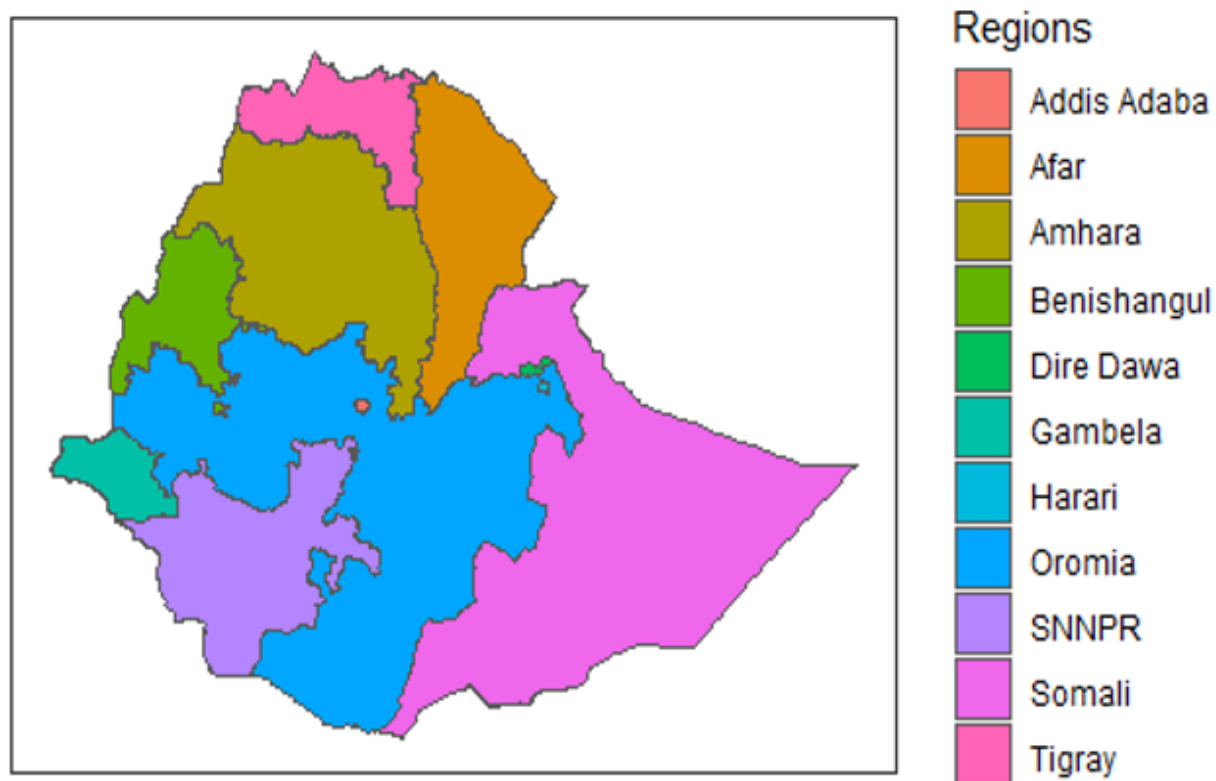 Regions
Addis Adaba
Afar
Amhara
Benishangul
Dire Dawa
Gambela
Harari
Oromia
SNNPR
Somali
Tigray